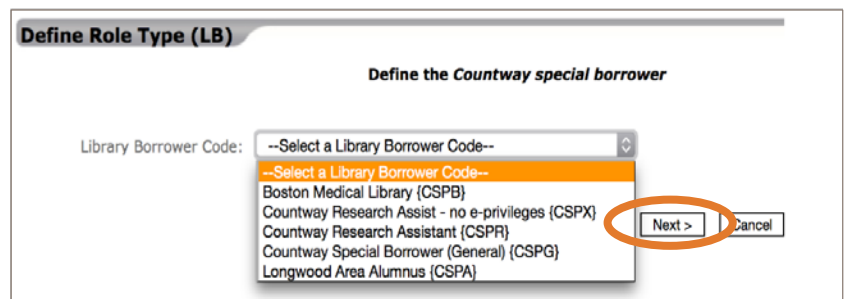 Define Role Type (LB)
Define the Countway special borrower
Library Borrower Code: --Select a Library Borrower Code--
--Select a Library Borrower Code--
Boston Medical Library {CSPB}
Countway Research Assist - no e-privileges {CSPX}
Countway Research Assistant {CSPR}
Next > Cancel
Countway Special Borrower (General) {CSPG}
Longwood Area Alumnus {CSPA}